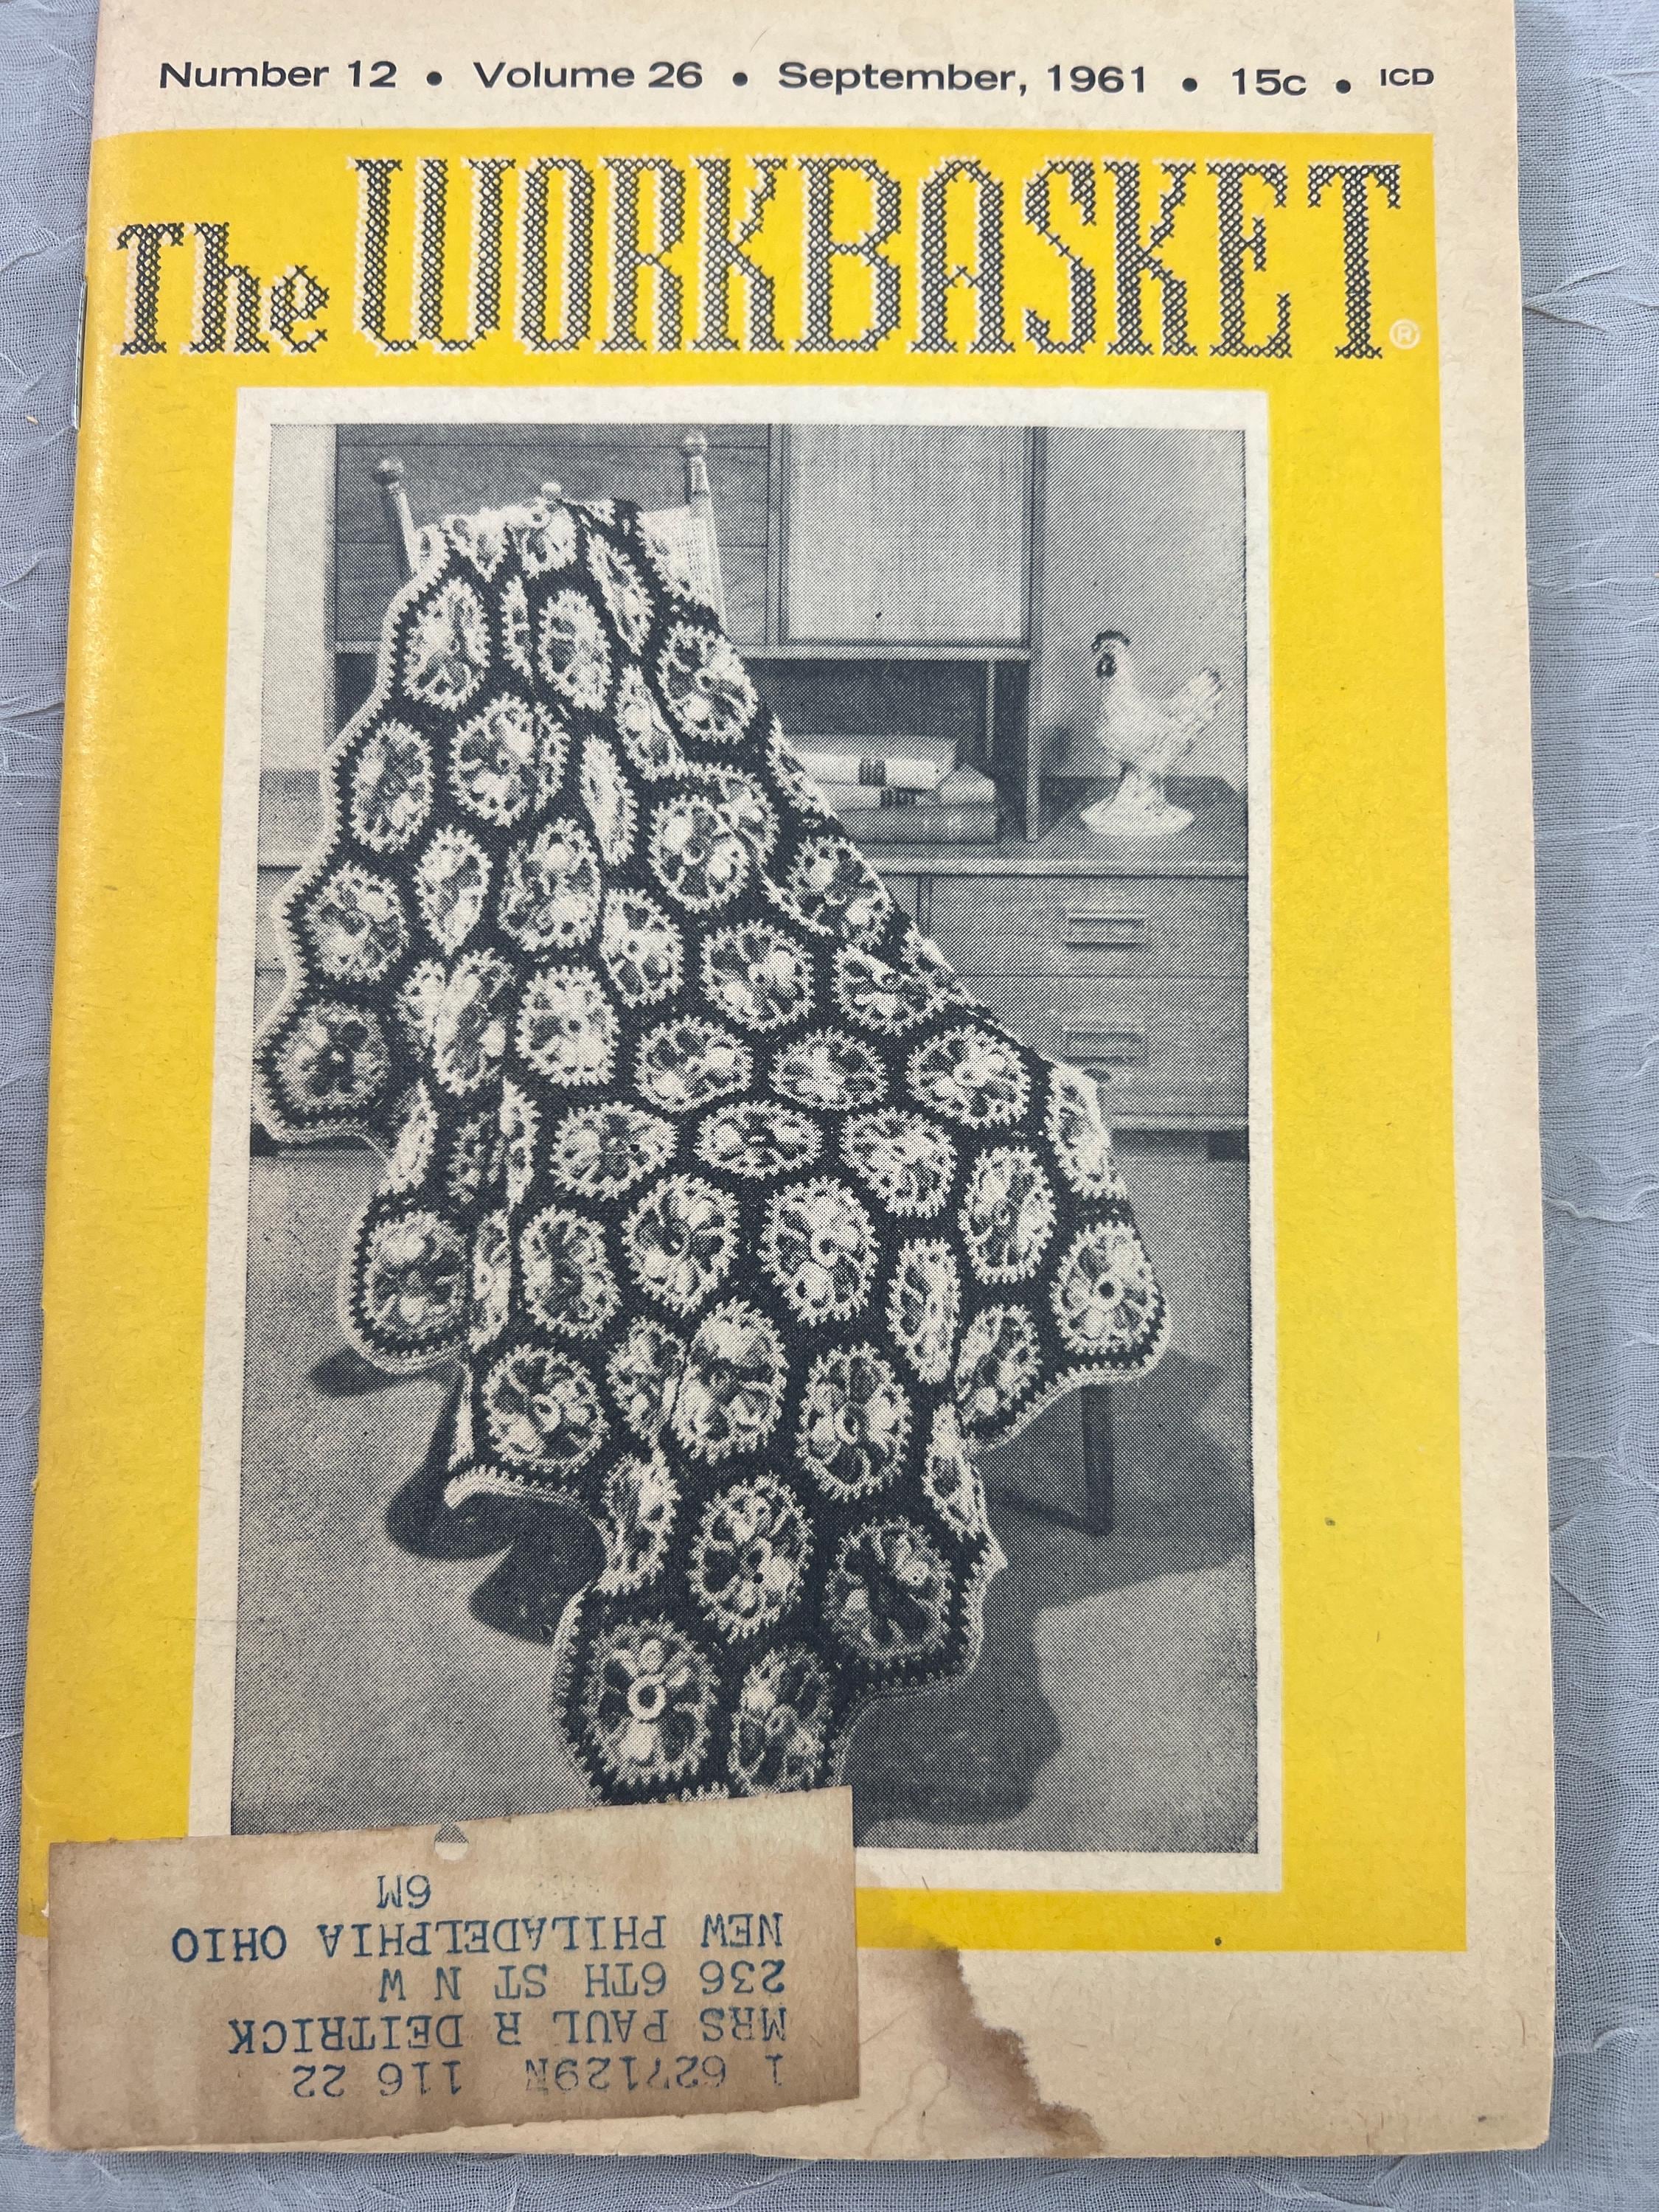 Number 12 • Volume 26 • September, 1961 • 15c • ICD
The WORKBASKET®
1 627129N 116 22
MRS PAUL R DEITRICK
236 6TH ST N W
NEW PHILADELPHIA OHIO
6M